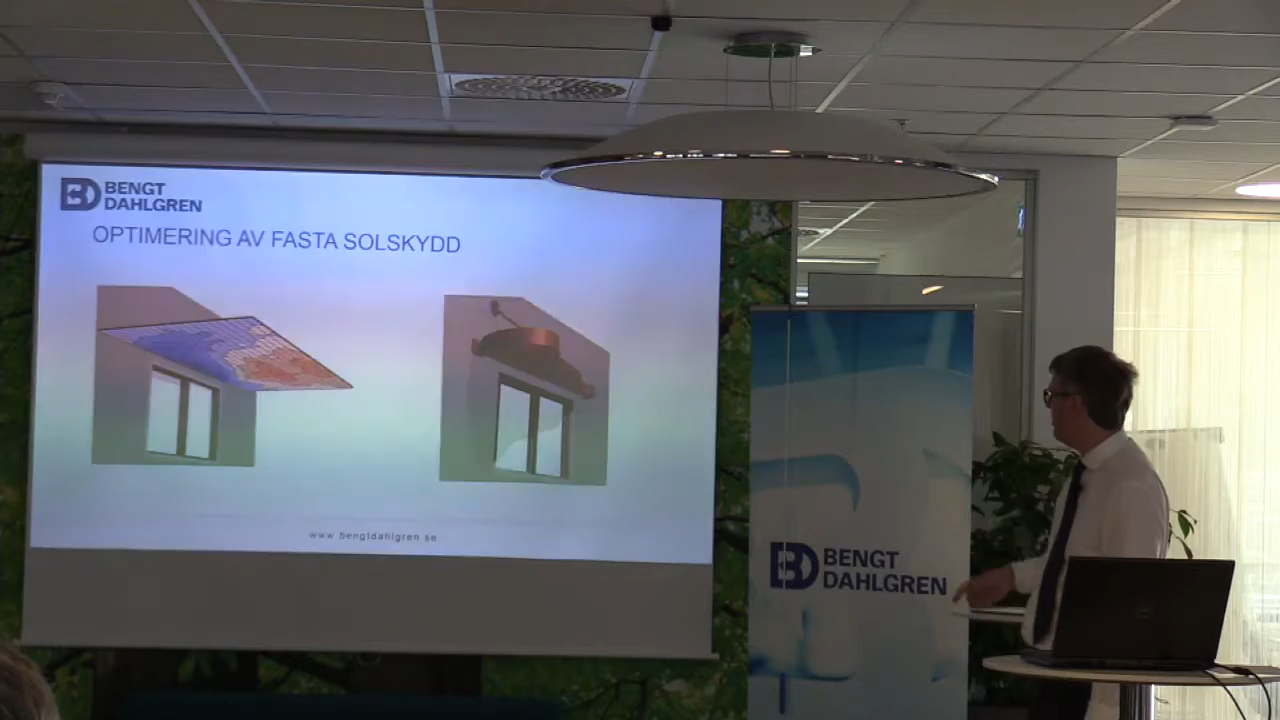 BENGT
DAHLGREN
OPTIMERING AV FASTA SOLSKYDD
www.bengtdahlgren.se
BENGT
DAHLGREN